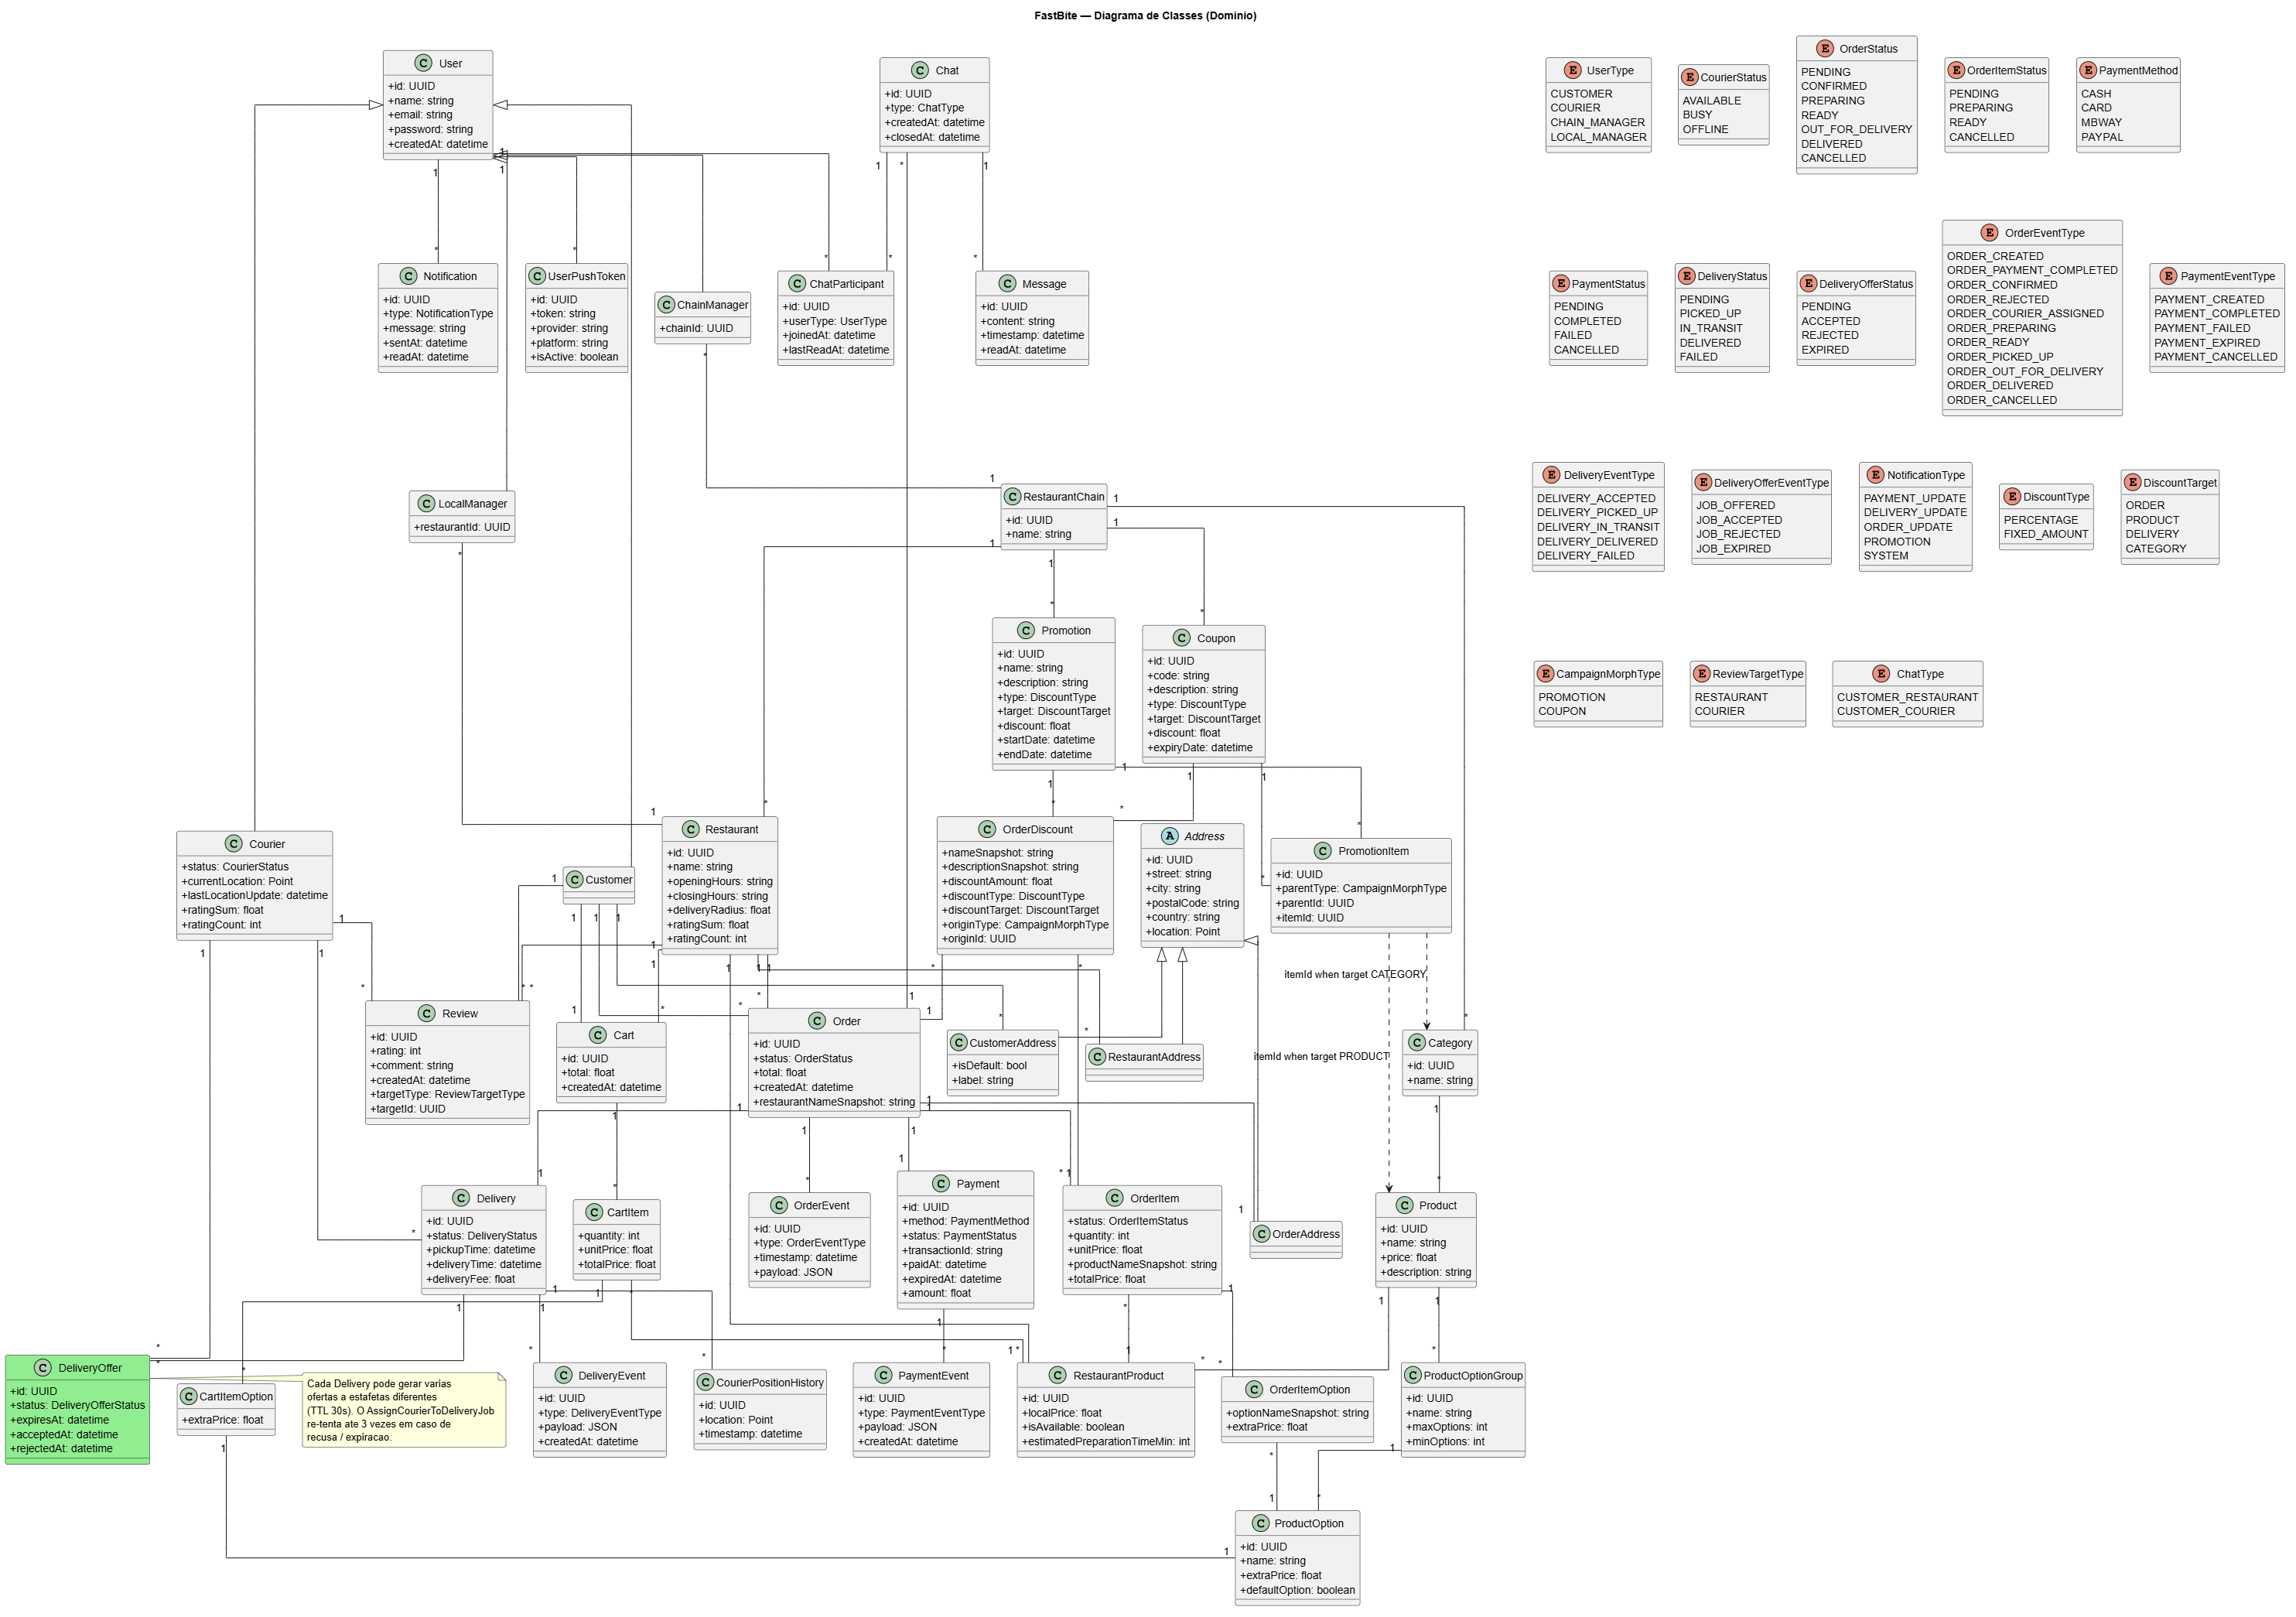 FastBite — Diagrama de Classes (Dominio)
C User
+id: UUID
+name: string
+email: string
+password: string
+createdAt: datetime
C Chat
+id: UUID
+type: ChatType
+createdAt: datetime
+closedAt: datetime
E UserType
CUSTOMER
COURIER
CHAIN_MANAGER
LOCAL_MANAGER
E CourierStatus
AVAILABLE
BUSY
OFFLINE
E OrderStatus
PENDING
CONFIRMED
PREPARING
READY
OUT_FOR_DELIVERY
DELIVERED
CANCELLED
E OrderItemStatus
PENDING
PREPARING
READY
CANCELLED
E PaymentMethod
CASH
CARD
MBWAY
PAYPAL
C Notification
+id: UUID
+type: NotificationType
+message: string
+sentAt: datetime
+readAt: datetime
C UserPushToken
+id: UUID
+token: string
+provider: string
+platform: string
+isActive: boolean
C ChainManager
+chainId: UUID
C ChatParticipant
+id: UUID
+userType: UserType
+joinedAt: datetime
+lastReadAt: datetime
C Message
+id: UUID
+content: string
+timestamp: datetime
+readAt: datetime
E PaymentStatus
PENDING
COMPLETED
FAILED
CANCELLED
E DeliveryStatus
PENDING
PICKED_UP
IN_TRANSIT
DELIVERED
FAILED
E DeliveryOfferStatus
PENDING
ACCEPTED
REJECTED
EXPIRED
E OrderEventType
ORDER_CREATED
ORDER_PAYMENT_COMPLETED
ORDER_CONFIRMED
ORDER_REJECTED
ORDER_COURIER_ASSIGNED
ORDER_PREPARING
ORDER_READY
ORDER_PICKED_UP
ORDER_OUT_FOR_DELIVERY
ORDER_DELIVERED
ORDER_CANCELLED
E PaymentEventType
PAYMENT_CREATED
PAYMENT_COMPLETED
PAYMENT_FAILED
PAYMENT_EXPIRED
PAYMENT_CANCELLED
C LocalManager
+restaurantId: UUID
C RestaurantChain
+id: UUID
+name: string
E DeliveryEventType
DELIVERY_ACCEPTED
DELIVERY_PICKED_UP
DELIVERY_IN_TRANSIT
DELIVERY_DELIVERED
DELIVERY_FAILED
E DeliveryOfferEventType
JOB_OFFERED
JOB_ACCEPTED
JOB_REJECTED
JOB_EXPIRED
E NotificationType
PAYMENT_UPDATE
DELIVERY_UPDATE
ORDER_UPDATE
PROMOTION
SYSTEM
E DiscountType
PERCENTAGE
FIXED_AMOUNT
E DiscountTarget
ORDER
PRODUCT
DELIVERY
CATEGORY
C Promotion
+id: UUID
+name: string
+description: string
+type: DiscountType
+target: DiscountTarget
+discount: float
+startDate: datetime
+endDate: datetime
C Coupon
+id: UUID
+code: string
+description: string
+type: DiscountType
+target: DiscountTarget
+discount: float
+expiryDate: datetime
E CampaignMorphType
PROMOTION
COUPON
E ReviewTargetType
RESTAURANT
COURIER
E ChatType
CUSTOMER_RESTAURANT
CUSTOMER_COURIER
C Courier
+status: CourierStatus
+currentLocation: Point
+lastLocationUpdate: datetime
+ratingSum: float
+ratingCount: int
C Customer
C Restaurant
+id: UUID
+name: string
+openingHours: string
+closingHours: string
+deliveryRadius: float
+ratingSum: float
+ratingCount: int
C OrderDiscount
+nameSnapshot: string
+descriptionSnapshot: string
+discountAmount: float
+discountType: DiscountType
+discountTarget: DiscountTarget
+originType: CampaignMorphType
+originId: UUID
A Address
+id: UUID
+street: string
+city: string
+postalCode: string
+country: string
+location: Point
C PromotionItem
+id: UUID
+parentType: CampaignMorphType
+parentId: UUID
+itemId: UUID
itemId when target CATEGORY
itemId when target PRODUCT
C Review
+id: UUID
+rating: int
+comment: string
+createdAt: datetime
+targetType: ReviewTargetType
+targetId: UUID
C Cart
+id: UUID
+total: float
+createdAt: datetime
C Order
+id: UUID
+status: OrderStatus
+total: float
+createdAt: datetime
+restaurantNameSnapshot: string
C CustomerAddress
+isDefault: bool
+label: string
C RestaurantAddress
C Category
+id: UUID
+name: string
C Delivery
+id: UUID
+status: DeliveryStatus
+pickupTime: datetime
+deliveryTime: datetime
+deliveryFee: float
C CartItem
+quantity: int
+unitPrice: float
+totalPrice: float
C OrderEvent
+id: UUID
+type: OrderEventType
+timestamp: datetime
+payload: JSON
C Payment
+id: UUID
+method: PaymentMethod
+status: PaymentStatus
+transactionId: string
+paidAt: datetime
+expiredAt: datetime
+amount: float
C OrderItem
+status: OrderItemStatus
+quantity: int
+unitPrice: float
+productNameSnapshot: string
+totalPrice: float
C OrderAddress
C Product
+id: UUID
+name: string
+price: float
+description: string
C DeliveryOffer
+id: UUID
+status: DeliveryOfferStatus
+expiresAt: datetime
+acceptedAt: datetime
+rejectedAt: datetime
C CartItemOption
+extraPrice: float
Cada Delivery pode gerar varias
ofertas a estafetas diferentes
(TTL 30s). O AssignCourierToDeliveryJob
re-tenta ate 3 vezes em caso de
recusa / expiracao.
C DeliveryEvent
+id: UUID
+type: DeliveryEventType
+payload: JSON
+createdAt: datetime
C CourierPositionHistory
+id: UUID
+location: Point
+timestamp: datetime
C PaymentEvent
+id: UUID
+type: PaymentEventType
+payload: JSON
+createdAt: datetime
C RestaurantProduct
+id: UUID
+localPrice: float
+isAvailable: boolean
+estimatedPreparationTimeMin: int
C OrderItemOption
+optionNameSnapshot: string
+extraPrice: float
C ProductOptionGroup
+id: UUID
+name: string
+maxOptions: int
+minOptions: int
C ProductOption
+id: UUID
+name: string
+extraPrice: float
+defaultOption: boolean